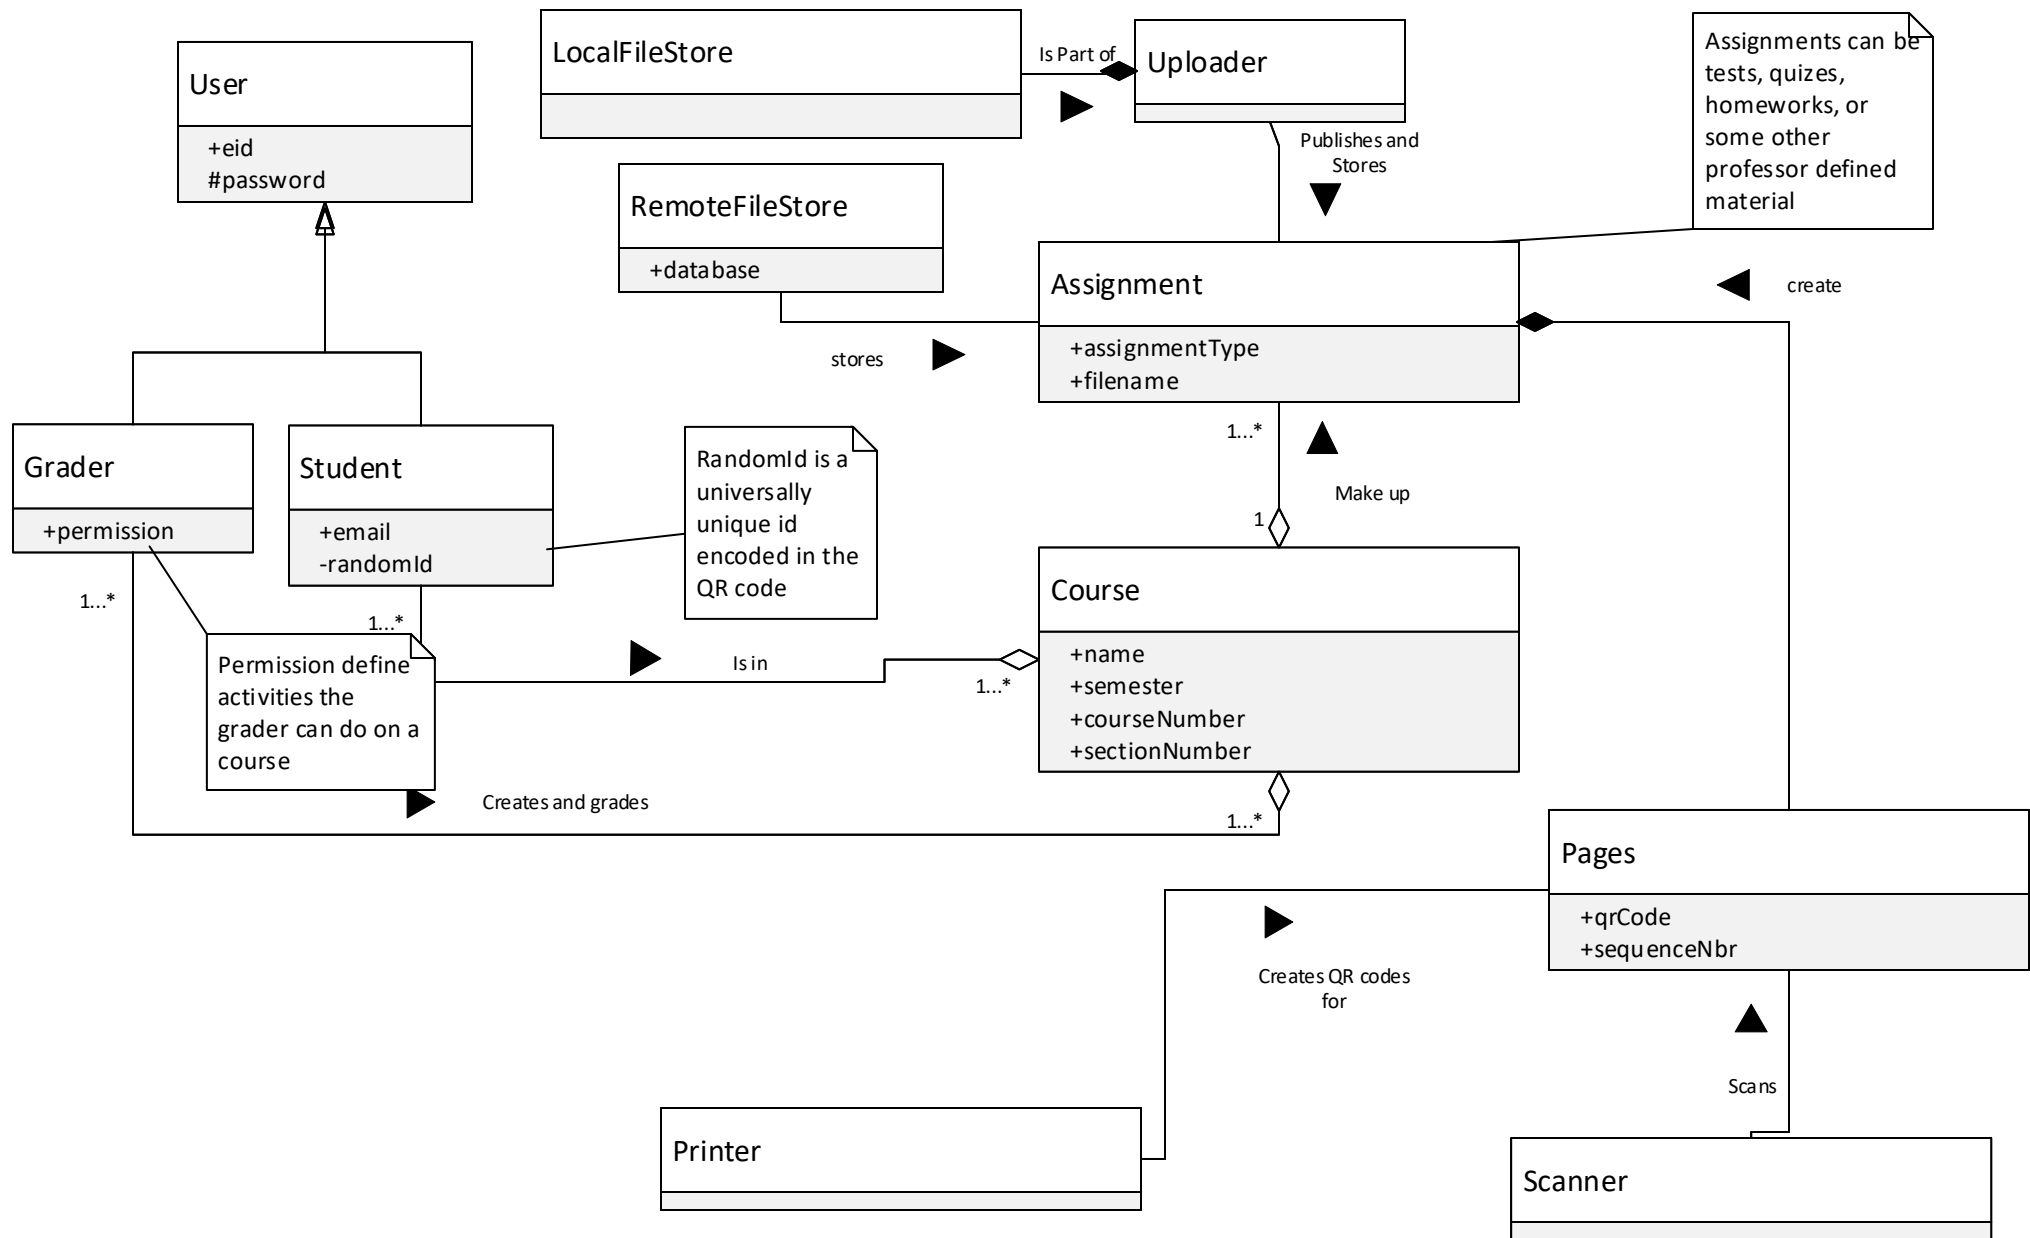 User
+eid
#password
LocalFileStore
Is Part of
Uploader
Publishes and
Stores
Assignments can be
tests, quizes,
homeworks, or
some other
professor defined
material
RemoteFileStore
+database
stores
Assignment
+assignmentType
+filename
create
1...*
Make up
1
Grader
+permission
1...*
Student
+email
-randomId
1...*
RandomId is a
universally
unique id
encoded in the
QR code
Permission define
activities the
grader can do on a
course
Is in
1...*
Course
+name
+semester
+courseNumber
+sectionNumber
Creates and grades
1...*
Pages
+qrCode
+sequenceNbr
Creates QR codes
for
Scans
Printer
Scanner